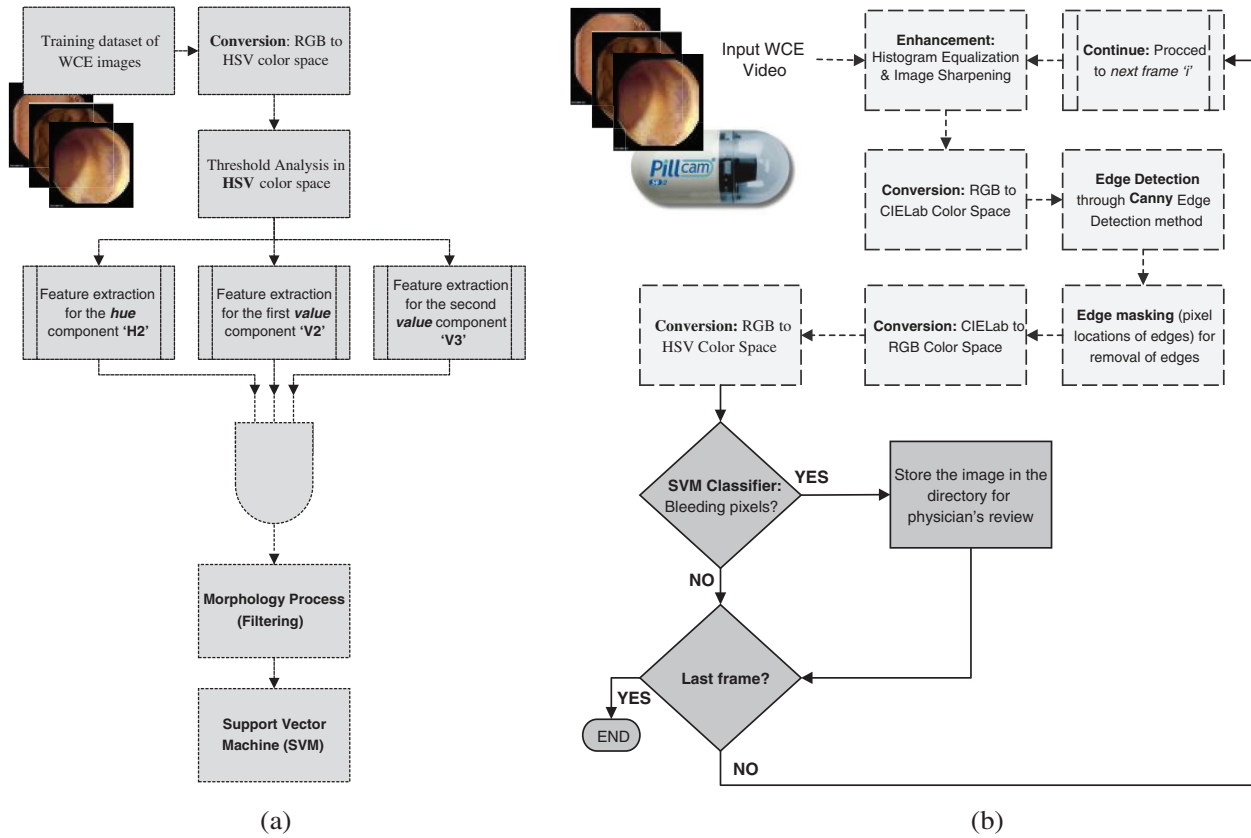 Training dataset of
WCE images
Conversion: RGB to
HSV color space
Threshold Analysis in
HSV color space
Feature extraction
for the hue
component ‘H2’
Feature extraction
for the first value
component ‘V2’
Feature extraction
for the second
value component
‘V3’
Morphology Process
(Filtering)
Support Vector
Machine (SVM)
(a)
Input WCE
Video
Pillcam
Enhancement:
Histogram Equalization
& Image Sharpening
Continue: Procced
to next frame ‘i’
Conversion: RGB to
CIELab Color Space
Edge Detection
through Canny Edge
Detection method
Edge masking (pixel
locations of edges) for
removal of edges
Conversion: CIELab to
RGB Color Space
Conversion: RGB to
HSV Color Space
SVM Classifier:
Bleeding pixels?
YES
Store the image in the
directory for
physician’s review
NO
Last frame?
YES
END
NO
(b)